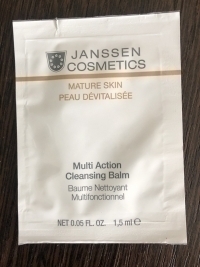 JANSSEN
COSMETICS
MATURE SKIN
PEAU DÉVITALISÉE
Multi Action
Cleansing Balm
Baume Nettoyant
Multifonctionnel
NET 0.05 FL. OZ. 1,5 ml ℮